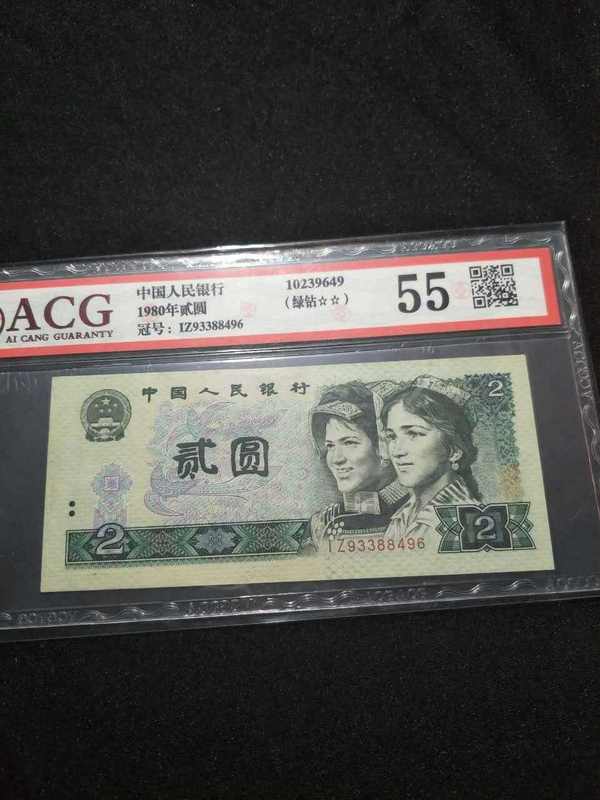 ACG
AI CANG GUARANTY
中国人民银行
1980年贰圆
冠号: IZ93388496
10239649
(绿钻☆☆)
55
中国人民银行
2
贰圆
2
2
IZ93388496